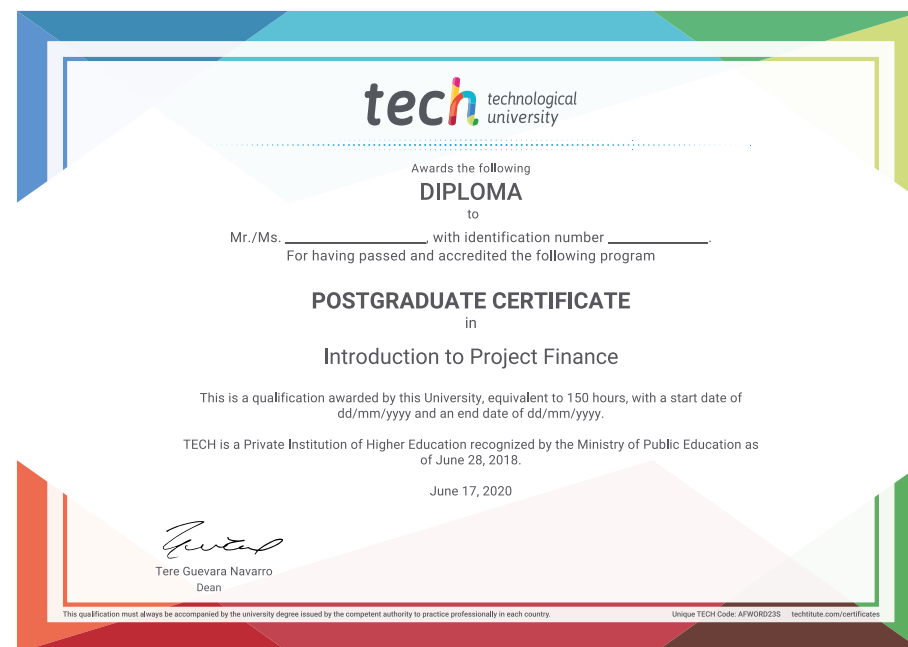 tech technological
university
Awards the following
DIPLOMA
to
Mr./Ms. ____________________, with identification number ______________.
For having passed and accredited the following program
POSTGRADUATE CERTIFICATE
in
Introduction to Project Finance
This is a qualification awarded by this University, equivalent to 150 hours, with a start date of
dd/mm/yyyy and an end date of dd/mm/yyyy.
TECH is a Private Institution of Higher Education recognized by the Ministry of Public Education as
of June 28, 2018.
June 17, 2020
Tere Guevara Navarro
Dean
This qualification must always be accompanied by the university degree issued by the competent authority to practice professionally in each country. Unique TECH Code: AFWORD23S techtitute.com/certificates